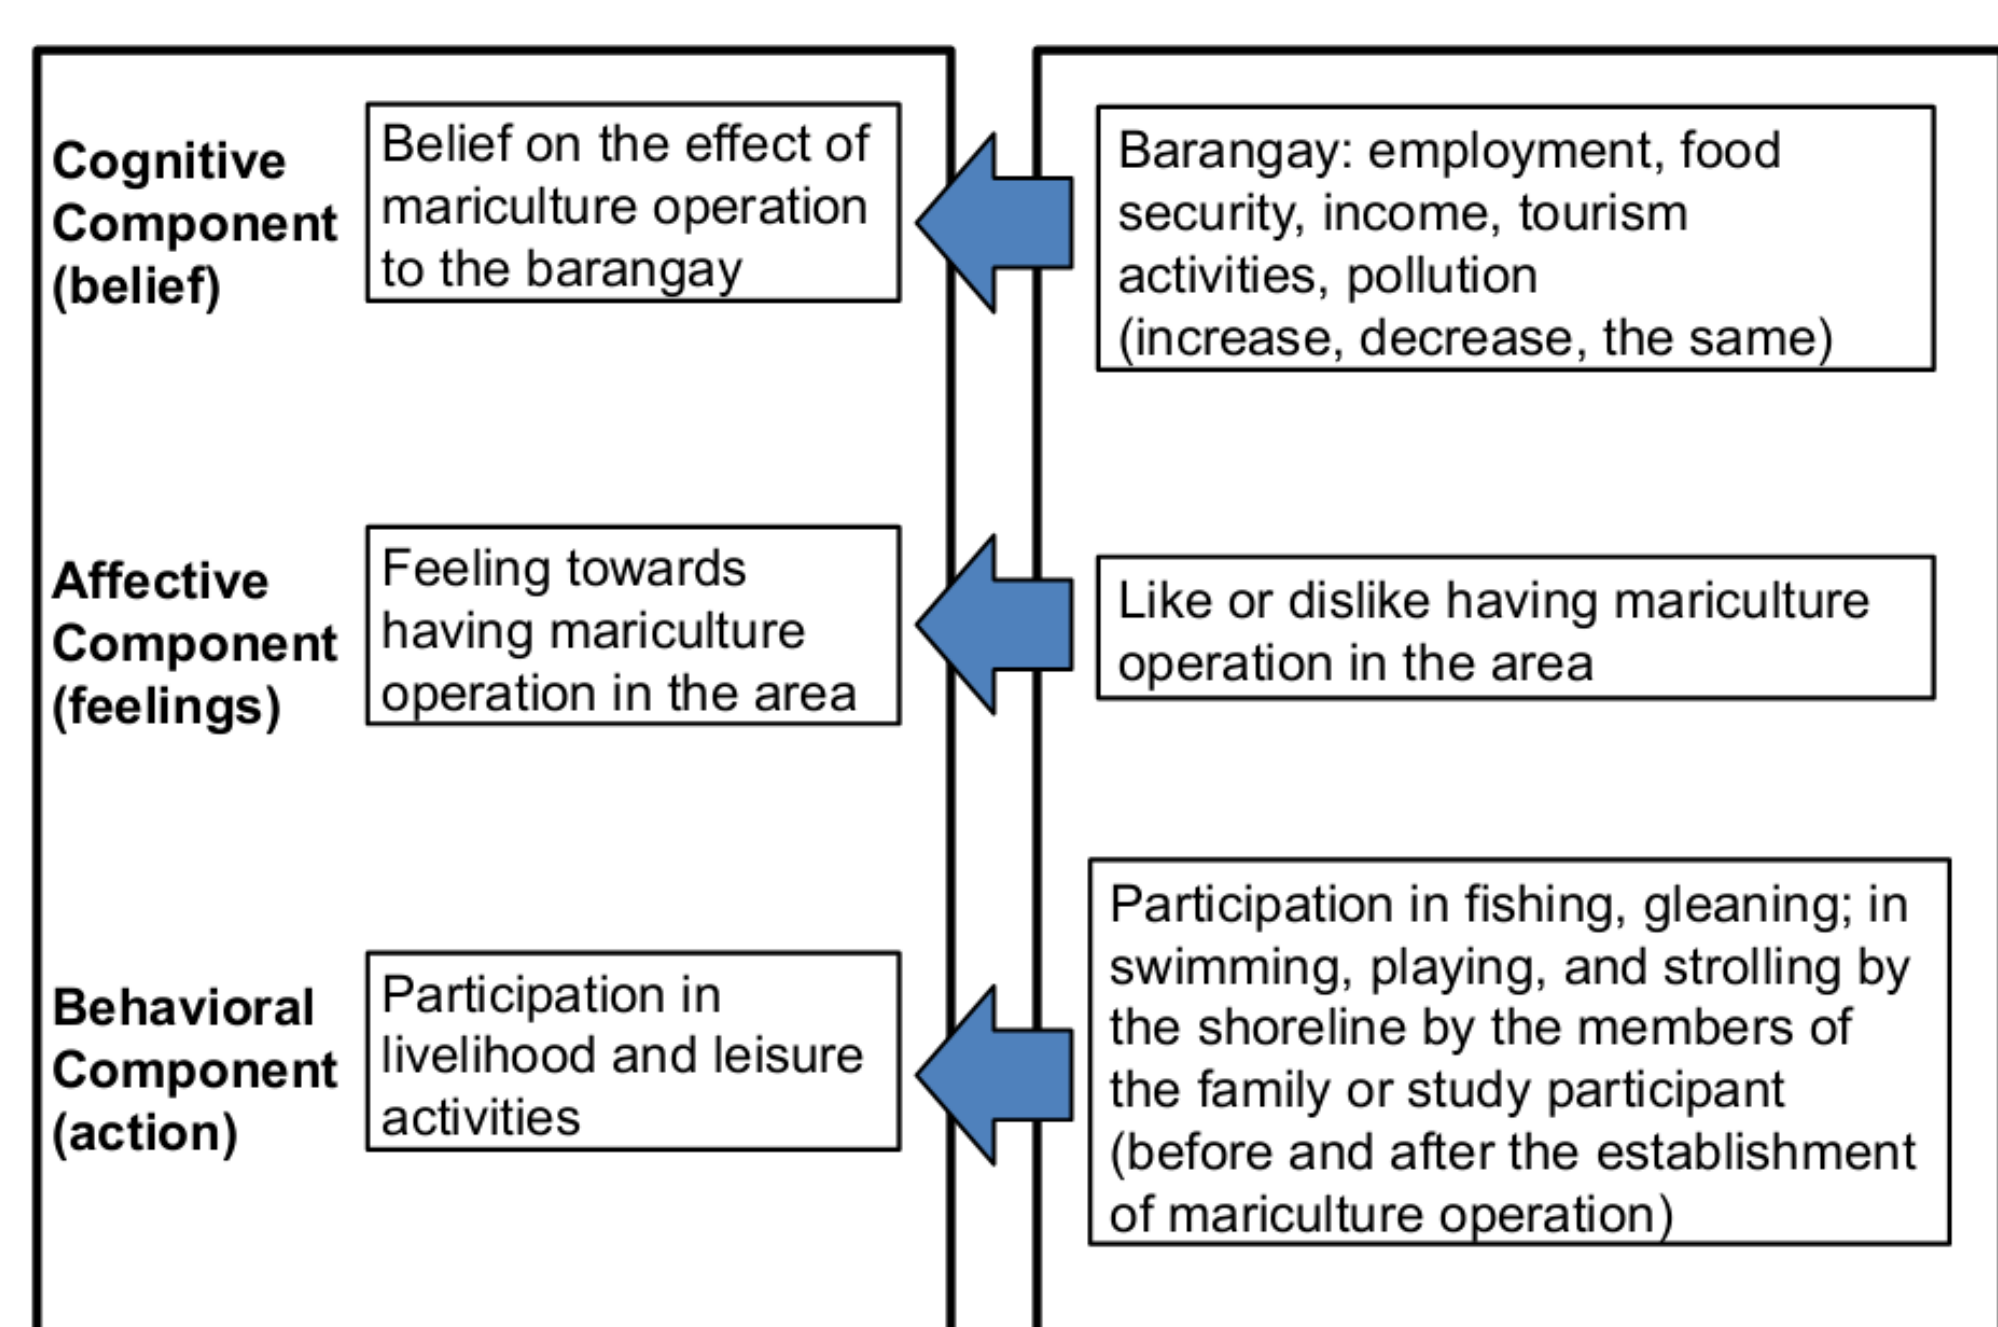 Cognitive
Component
(belief)
Belief on the effect of
mariculture operation
to the barangay
Barangay: employment, food
security, income, tourism
activities, pollution
(increase, decrease, the same)
Affective
Component
(feelings)
Feeling towards
having mariculture
operation in the area
Like or dislike having mariculture
operation in the area
Behavioral
Component
(action)
Participation in
livelihood and leisure
activities
Participation in fishing, gleaning; in
swimming, playing, and strolling by
the shoreline by the members of
the family or study participant
(before and after the establishment
of mariculture operation)